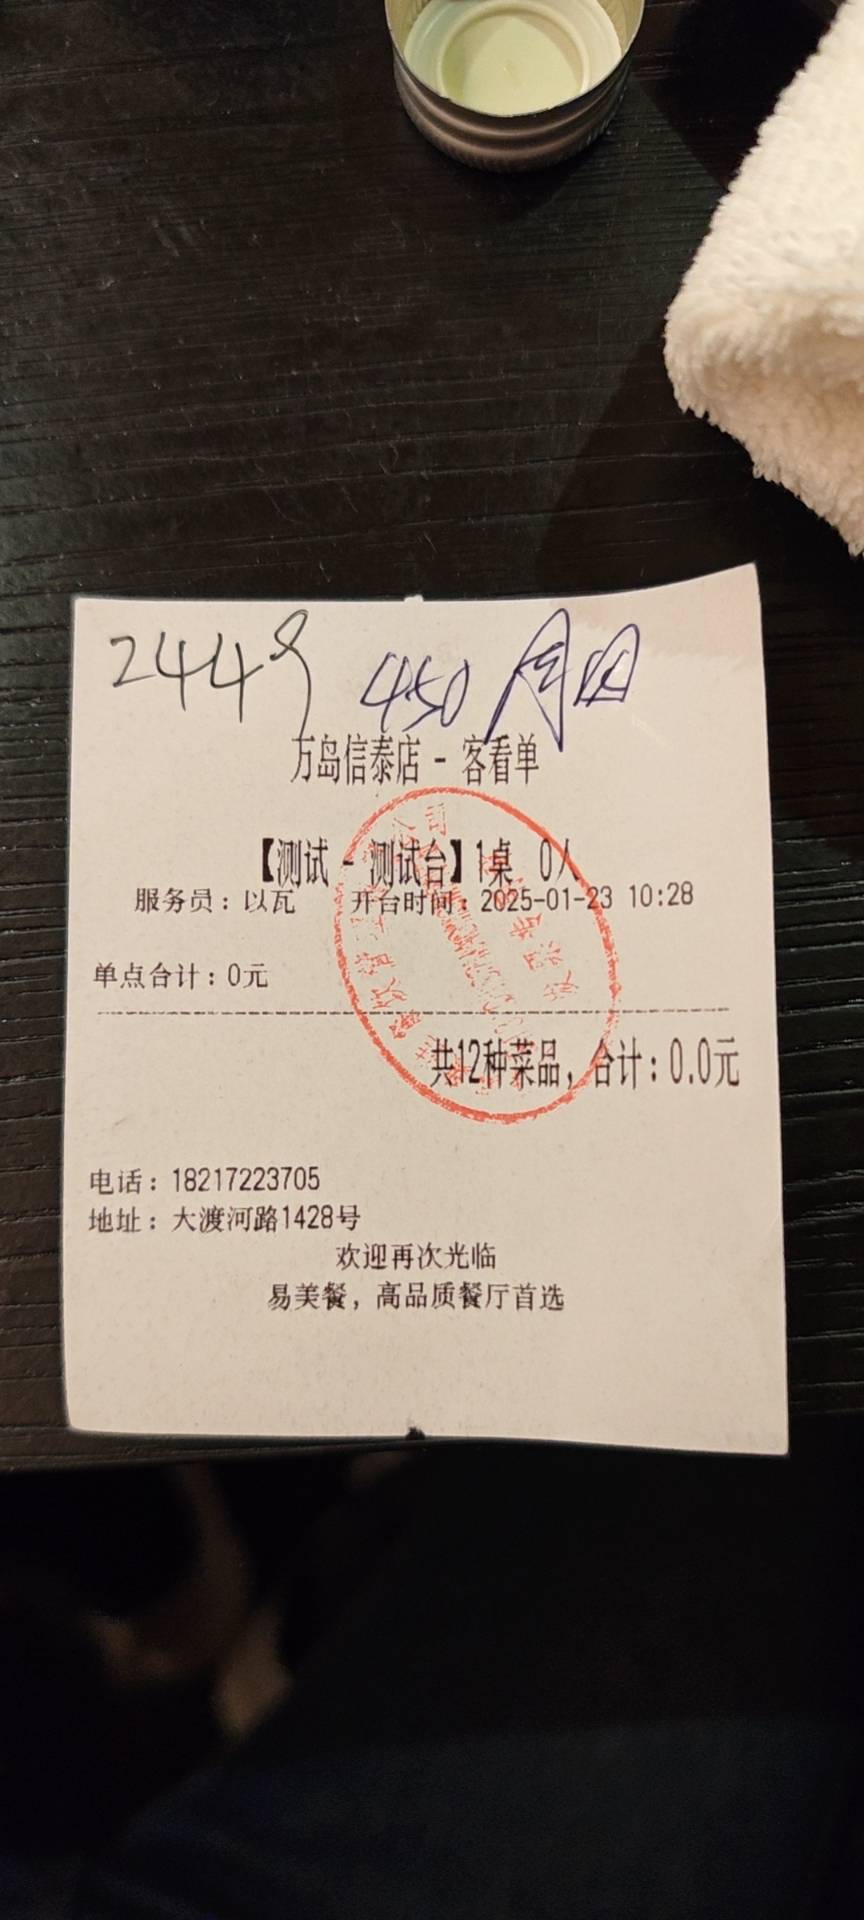 244号 450
万岛信泰店 - 客看单
【测试 - 测试台】1桌 0人
服务员：以瓦 开台时间：2025-01-23 10:28
单点合计：0元
共12种菜品，合计：0.0元
电话：18217223705
地址：大渡河路1428号
欢迎再次光临
易美餐，高品质餐厅首选